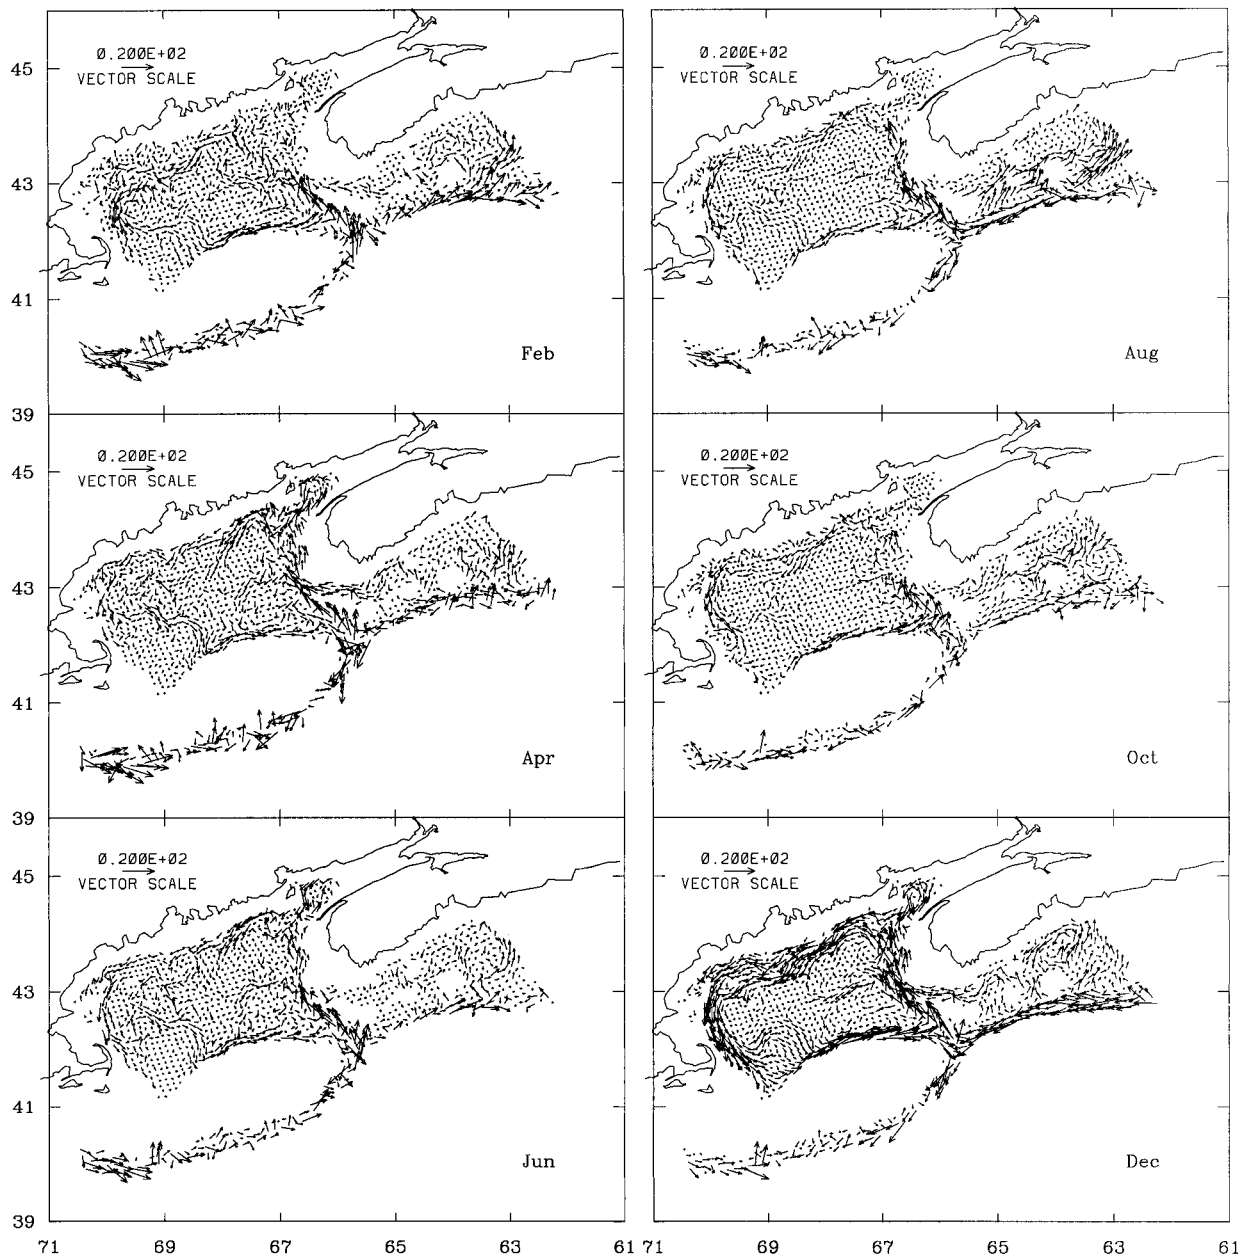 0.200E+02
VECTOR SCALE
45
43
41
Feb
39
0.200E+02
VECTOR SCALE
Aug
0.200E+02
VECTOR SCALE
45
43
41
Apr
39
0.200E+02
VECTOR SCALE
Oct
0.200E+02
VECTOR SCALE
45
43
41
Jun
39
71 69 67 65 63 61
0.200E+02
VECTOR SCALE
Dec
71 69 67 65 63 61